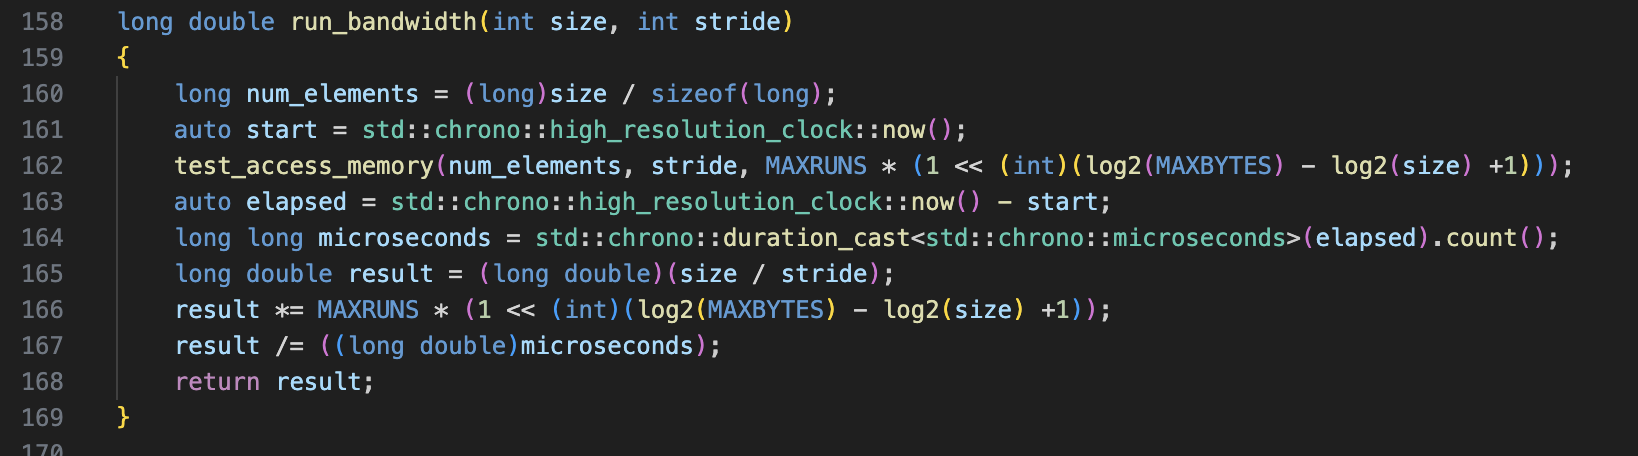 158 long double run_bandwidth(int size, int stride)
159 {
160 long num_elements = (long)size / sizeof(long);
161 auto start = std::chrono::high_resolution_clock::now();
162 test_access_memory(num_elements, stride, MAXRUNS * (1 << (int)(log2(MAXBYTES) - log2(size) +1)));
163 auto elapsed = std::chrono::high_resolution_clock::now() - start;
164 long long microseconds = std::chrono::duration_cast<std::chrono::microseconds>(elapsed).count();
165 long double result = (long double)(size / stride);
166 result *= MAXRUNS * (1 << (int)(log2(MAXBYTES) - log2(size) +1));
167 result /= ((long double)microseconds);
168 return result;
169 }
170